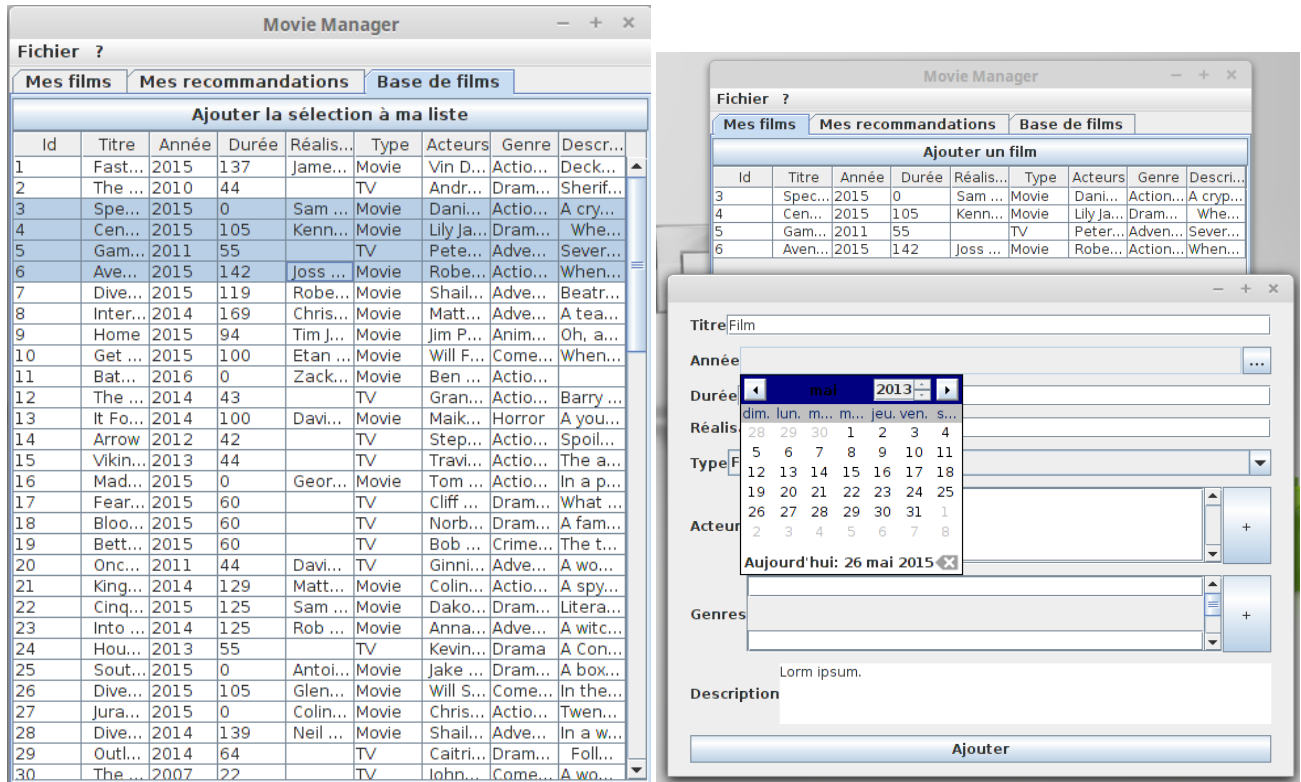 Movie Manager
Fichier ?
Mes films Mes recommandations Base de films
Ajouter la sélection à ma liste
Id Titre Année Durée Réalis... Type Acteurs Genre Descr...
1 Fast... 2015 137 Jame... Movie Vin D... Actio... Deck...
2 The ... 2010 44 TV Andr... Dram... Sherif...
3 Spe... 2015 0 Sam ... Movie Dani... Actio... A cry...
4 Cen... 2015 105 Kenn... Movie Lily Ja... Dram... Whe...
5 Gam... 2011 55 TV Pete... Adve... Sever...
6 Ave... 2015 142 Joss ... Movie Robe... Actio... When...
7 Dive... 2015 119 Robe... Movie Shail... Adve... Beatr...
8 Inter... 2014 169 Chris... Movie Matt... Adve... A tea...
9 Home 2015 94 Tim J... Movie Jim P... Anim... Oh, a...
10 Get ... 2015 100 Etan ... Movie Will F... Come... When...
11 Bat... 2016 0 Zack... Movie Ben ... Actio...
12 The ... 2014 43 TV Gran... Actio... Barry ...
13 It Fo... 2014 100 Davi... Movie Maik... Horror A you...
14 Arrow 2012 42 TV Step... Actio... Spoil...
15 Vikin... 2013 44 TV Travi... Actio... The a...
16 Mad... 2015 0 Geor... Movie Tom ... Actio... In a p...
17 Fear... 2015 60 TV Cliff ... Dram... What ...
18 Bloo... 2015 60 TV Norb... Dram... A fam...
19 Bett... 2015 60 TV Bob ... Crime... The t...
20 Onc... 2011 44 Davi... TV Ginni... Adve... A wo...
21 King... 2014 129 Matt... Movie Colin... Actio... A spy...
22 Cinq... 2015 125 Sam ... Movie Dako... Dram... Litera...
23 Into ... 2014 125 Rob ... Movie Anna... Adve... A witc...
24 Hou... 2013 55 TV Kevin... Drama A Con...
25 Sout... 2015 0 Antoi... Movie Jake ... Dram... A box...
26 Dive... 2015 105 Glen... Movie Will S... Come... In the...
27 Jura... 2015 0 Colin... Movie Chris... Actio... Twen...
28 Dive... 2014 139 Neil ... Movie Shail... Adve... In a w...
29 Outl... 2014 64 TV Caitri... Dram... Foll...
30 The ... 2007 22 TV John... Come... A wo...
Movie Manager
Fichier ?
Mes films Mes recommandations Base de films
Ajouter un film
Id Titre Année Durée Réalis... Type Acteurs Genre Descri...
3 Spec... 2015 0 Sam ... Movie Dani... Action... A cryp...
4 Cen... 2015 105 Kenn... Movie Lily Ja... Dram... Whe...
5 Gam... 2011 55 TV Peter... Adven... Sever...
6 Aven... 2015 142 Joss ... Movie Robe... Action... When...
Titre Film
Année ...
mai 2013
Durée
dim. lun. m... m... jeu. ven. s...
28 29 30 1 2 3 4
Réalis
5 6 7 8 9 10 11
Type F
12 13 14 15 16 17 18
19 20 21 22 23 24 25
26 27 28 29 30 31 1
Acteur +
2 3 4 5 6 7 8
Aujourd'hui: 26 mai 2015
Genres +
Description Lorm ipsum.
Ajouter